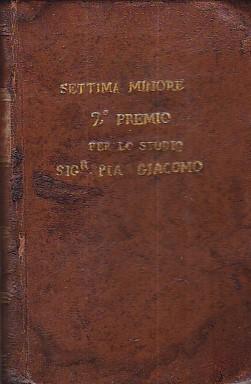 SETTIMA MINORE
2.° PREMIO
PER LO STUDIO
SIG.R PIA GIACOMO